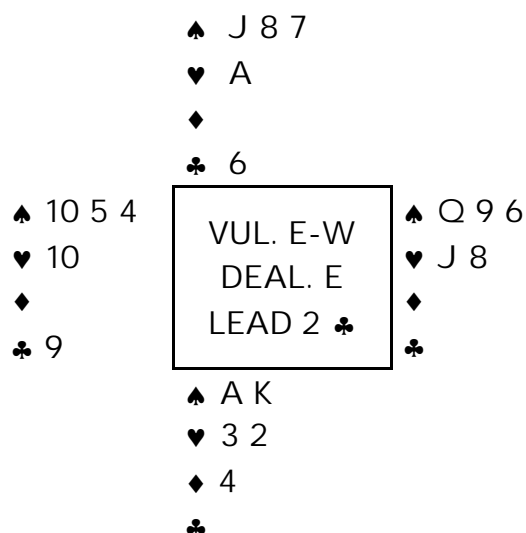 ♠ J 8 7
♥ A
♦
♣ 6
♠ 10 5 4
♥ 10
♦
♣ 9
VUL. E-W
DEAL. E
LEAD 2 ♣
♠ Q 9 6
♥ J 8
♦
♣
♠ A K
♥ 3 2
♦ 4
♣